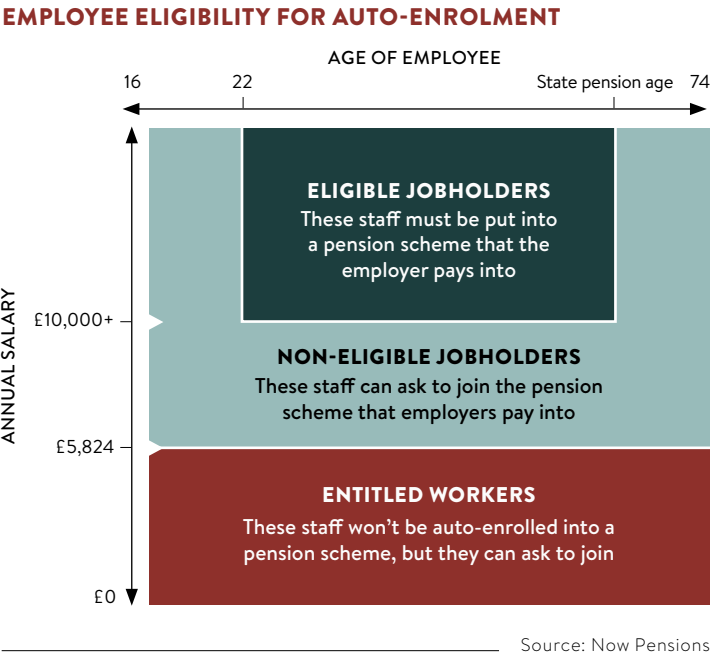 EMPLOYEE ELIGIBILITY FOR AUTO-ENROLMENT
AGE OF EMPLOYEE
16
22
State pension age
74
ELIGIBLE JOBHOLDERS
These staff must be put into
a pension scheme that the
employer pays into
ANNUAL SALARY
£10,000+
NON-ELIGIBLE JOBHOLDERS
These staff can ask to join the pension
scheme that employers pay into
£5,824
ENTITLED WORKERS
These staff won't be auto-enrolled into a
pension scheme, but they can ask to join
£0
Source: Now Pensions